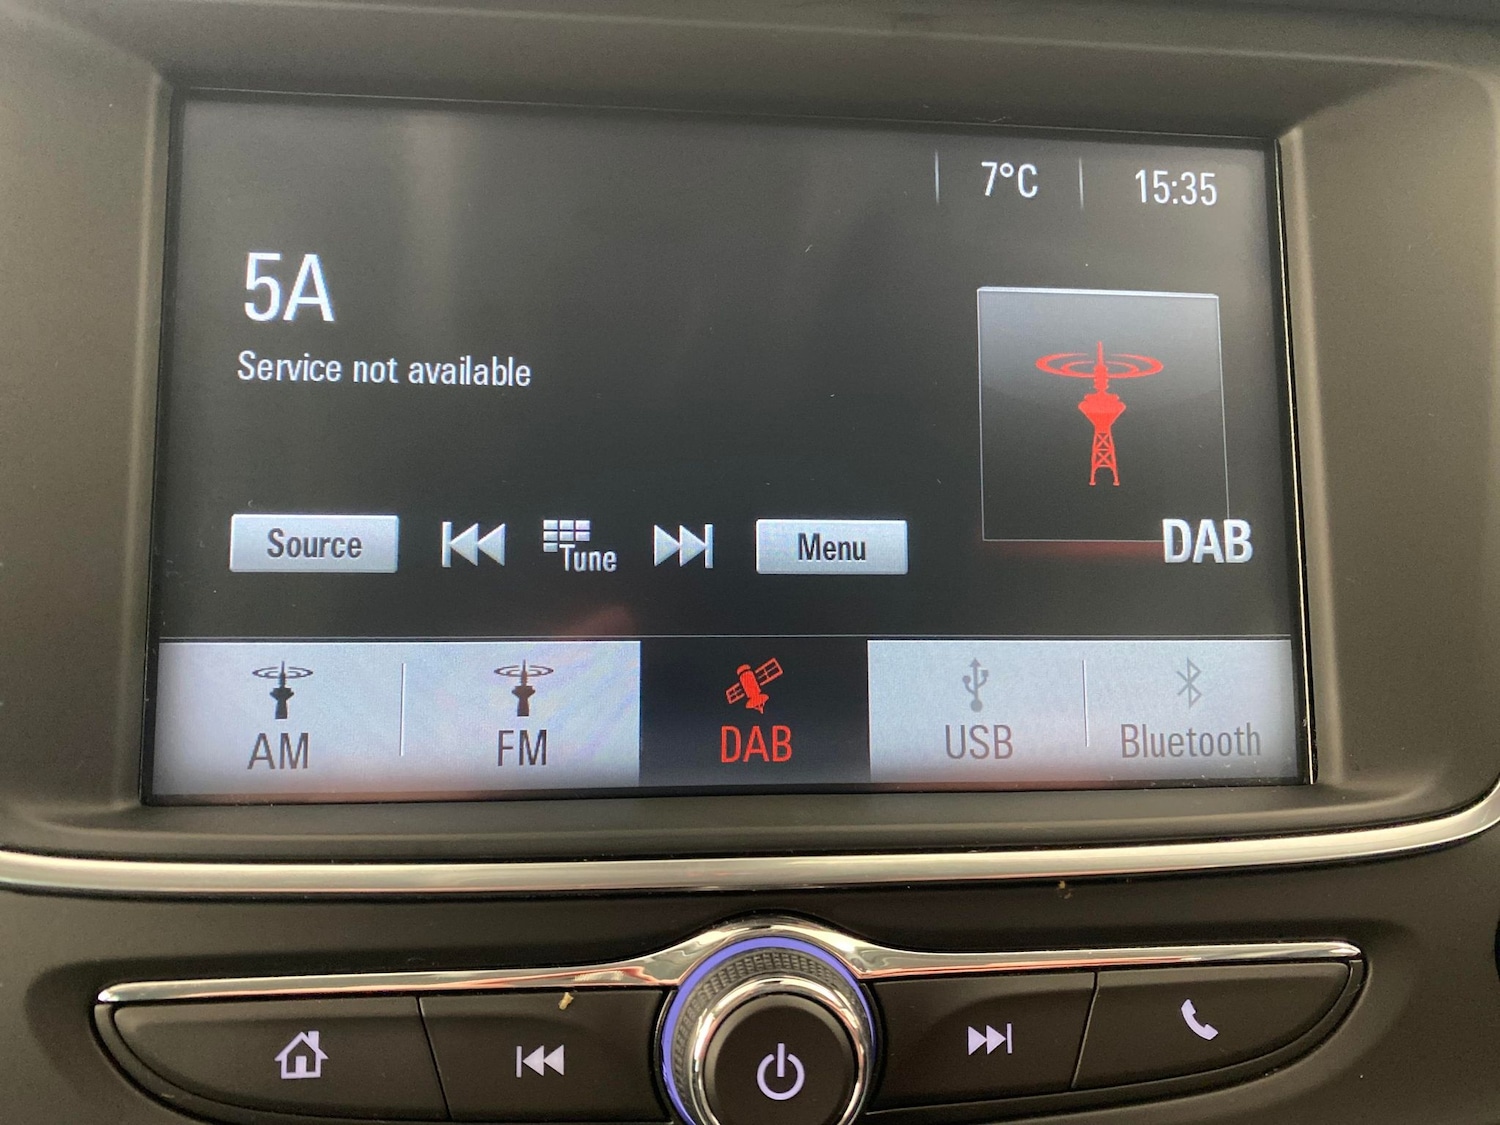 7°C 15:35
5A
Service not available
Source Tune Menu
DAB
AM FM DAB USB Bluetooth